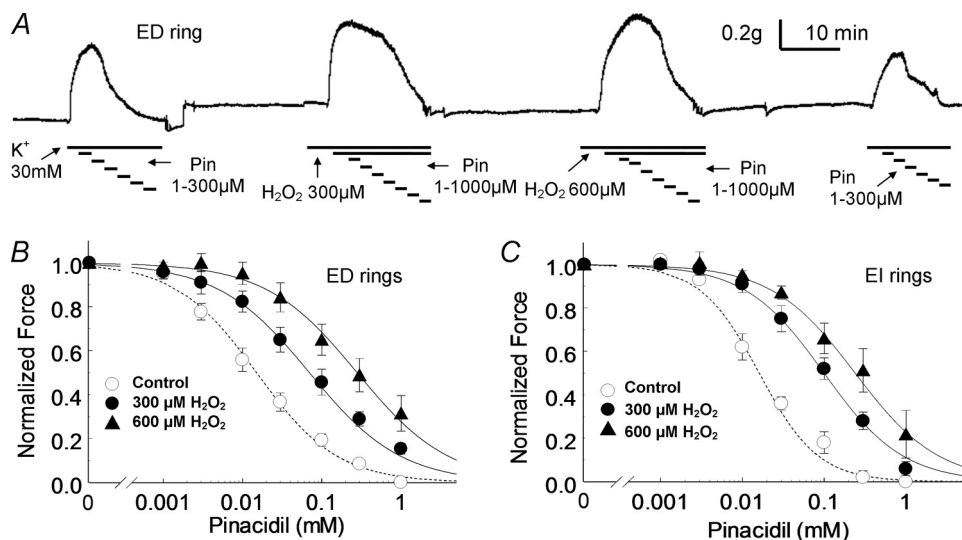 A
ED ring
0.2g
10 min
K⁺
30mM
Pin
1-300µM
H₂O₂ 300µM
Pin
1-1000µM
H₂O₂ 600µM
Pin
1-1000µM
Pin
1-300µM
B
ED rings
Normalized Force
1.0
0.8
0.6
0.4
0.2
0.0
Control
300 µM H₂O₂
600 µM H₂O₂
0 0.001 0.01 0.1 1
Pinacidil (mM)
C
EI rings
Normalized Force
1.0
0.8
0.6
0.4
0.2
0.0
Control
300 µM H₂O₂
600 µM H₂O₂
0 0.001 0.01 0.1 1
Pinacidil (mM)